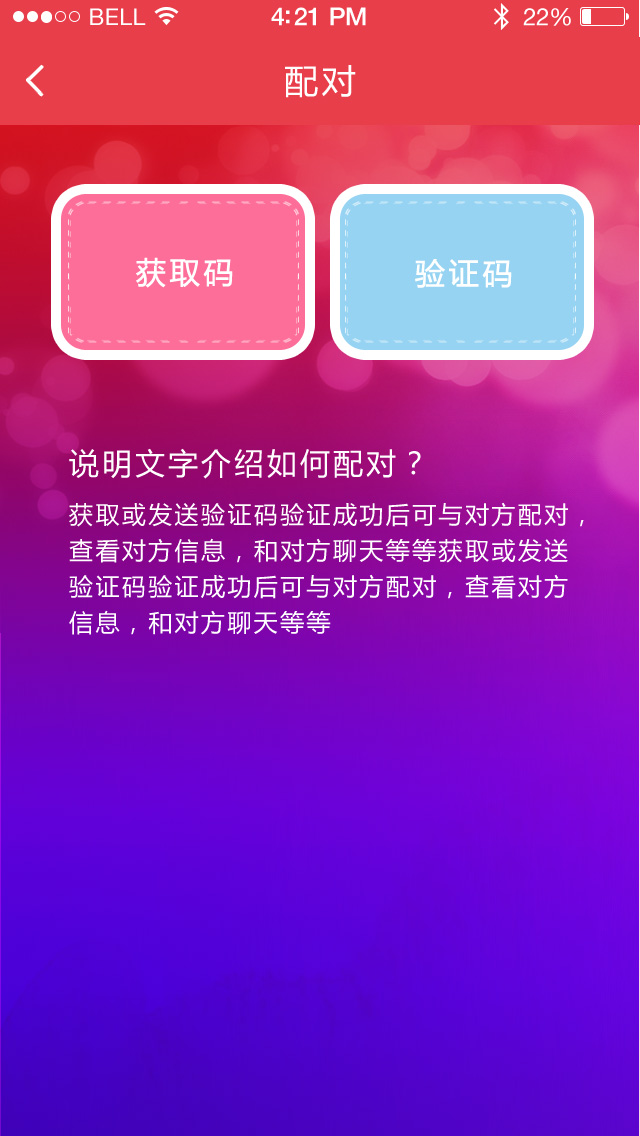 BELL 4:21 PM 22%
配对
获取码 验证码
说明文字介绍如何配对？
获取或发送验证码验证成功后可与对方配对，
查看对方信息，和对方聊天等等获取或发送
验证码验证成功后可与对方配对，查看对方
信息，和对方聊天等等